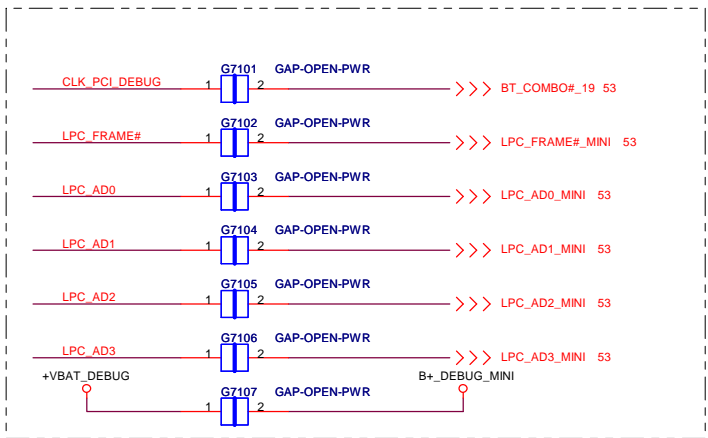 G7101 GAP-OPEN-PWR
CLK_PCI_DEBUG 1 2 BT_COMBO#_19 53
G7102 GAP-OPEN-PWR
LPC_FRAME# 1 2 LPC_FRAME#_MINI 53
G7103 GAP-OPEN-PWR
LPC_AD0 1 2 LPC_AD0_MINI 53
G7104 GAP-OPEN-PWR
LPC_AD1 1 2 LPC_AD1_MINI 53
G7105 GAP-OPEN-PWR
LPC_AD2 1 2 LPC_AD2_MINI 53
G7106 GAP-OPEN-PWR
LPC_AD3 1 2 LPC_AD3_MINI 53
+VBAT_DEBUG B+_DEBUG_MINI
G7107 GAP-OPEN-PWR
1 2